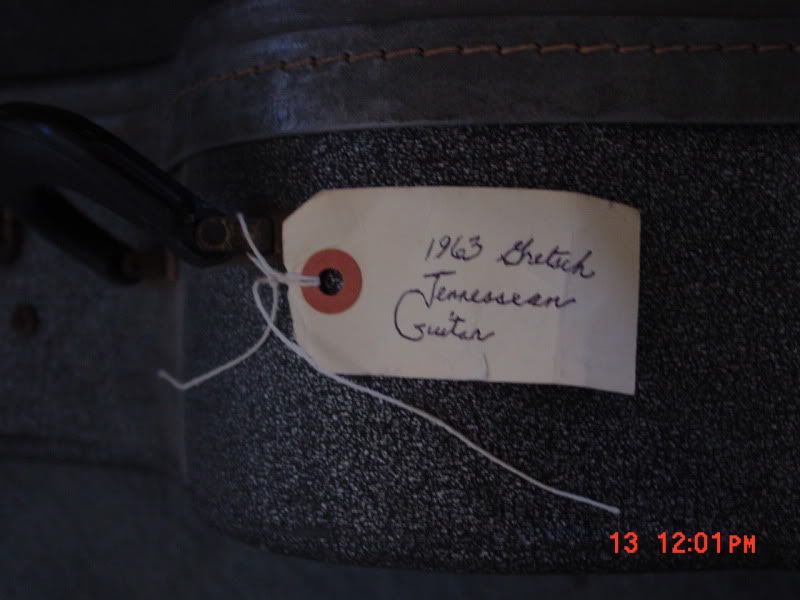 1963 Gretsch
Tennessean
Guitar
13 12:01PM